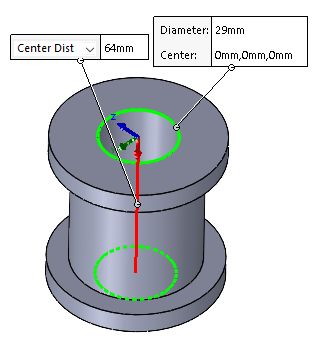 Center Dist 64mm
Diameter: 29mm
Center: 0mm,0mm,0mm
Z